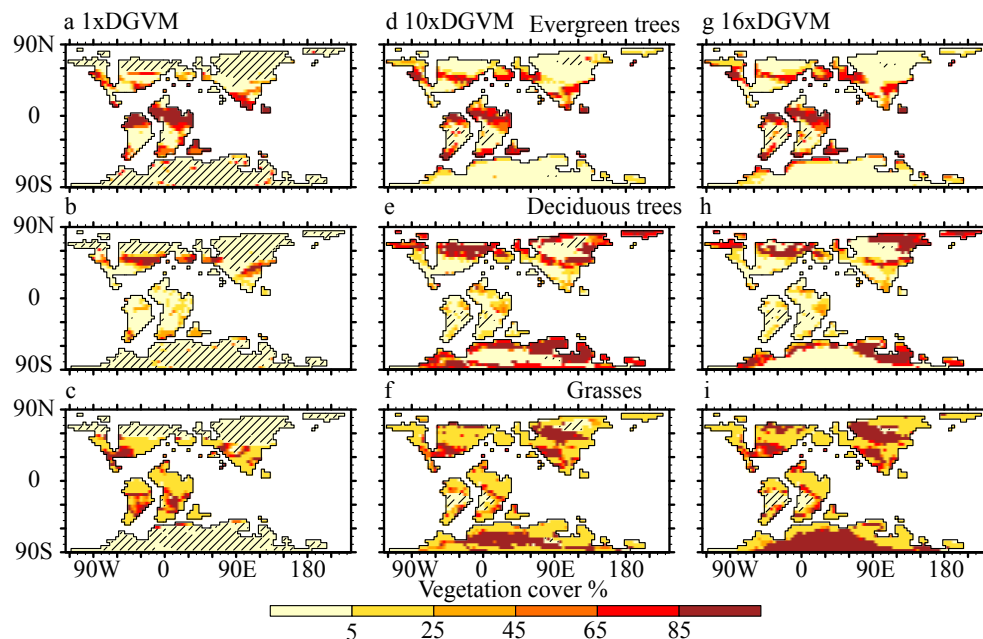 a 1xDGVM
d 10xDGVM
Evergreen trees
g 16xDGVM
90N
0
90S
b
e
Deciduous trees
h
90N
0
90S
c
f
Grasses
i
90N
0
90S
90W 0 90E 180
90W 0 90E 180
90W 0 90E 180
Vegetation cover %
5 25 45 65 85